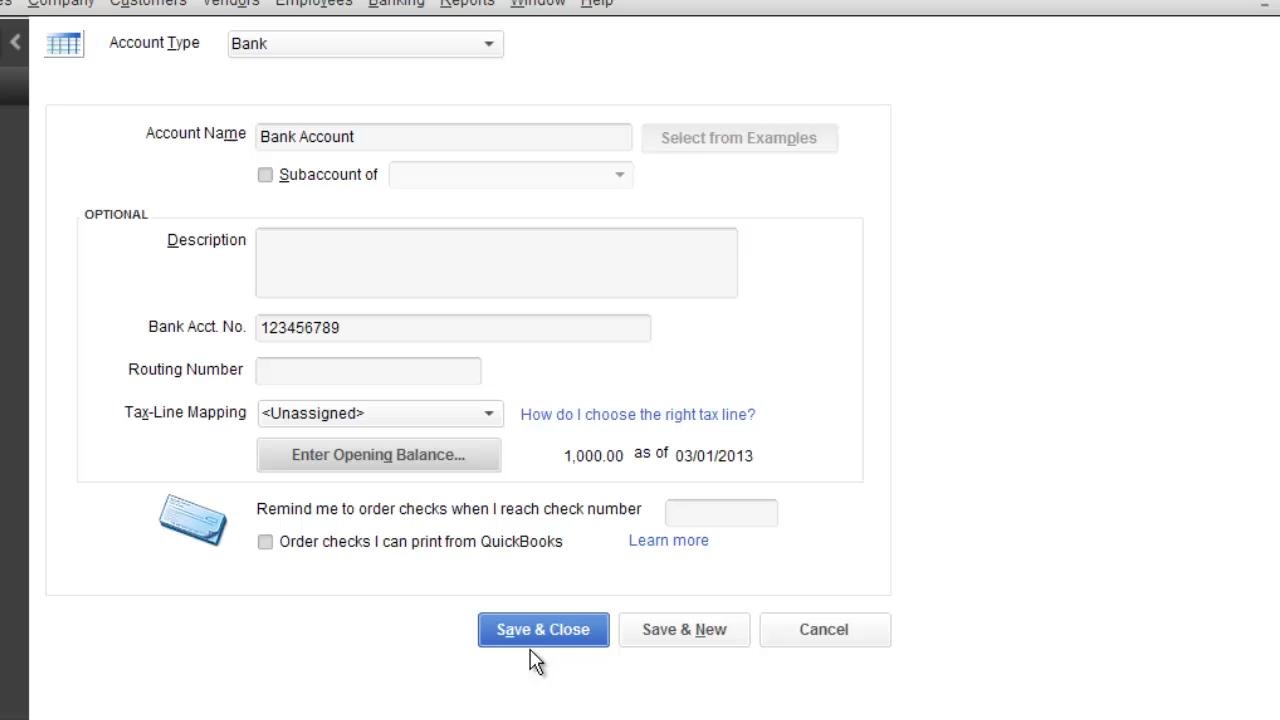 Company Customers Vendors Employees Banking Reports Window Help
Account Type Bank
Account Name Bank Account Select from Examples
Subaccount of
OPTIONAL
Description
Bank Acct. No. 123456789
Routing Number
Tax-Line Mapping <Unassigned> How do I choose the right tax line?
Enter Opening Balance... 1,000.00 as of 03/01/2013
Remind me to order checks when I reach check number
Order checks I can print from QuickBooks Learn more
Save & Close Save & New Cancel